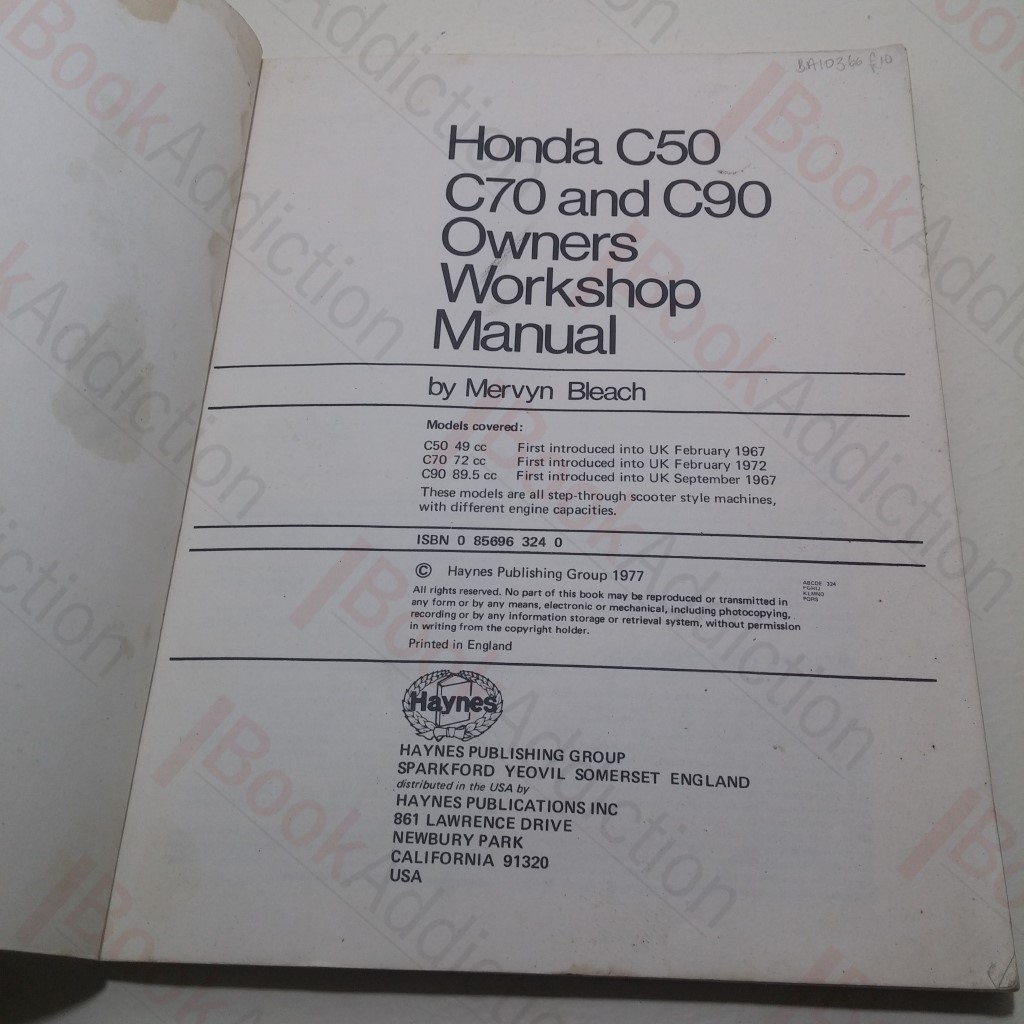 BA10366 £10
Honda C50
C70 and C90
Owners
Workshop
Manual
by Mervyn Bleach
Models covered:
C50 49 cc First introduced into UK February 1967
C70 72 cc First introduced into UK February 1972
C90 89.5 cc First introduced into UK September 1967
These models are all step-through scooter style machines,
with different engine capacities.
ISBN 0 85696 324 0
© Haynes Publishing Group 1977
All rights reserved. No part of this book may be reproduced or transmitted in
any form or by any means, electronic or mechanical, including photocopying,
recording or by any information storage or retrieval system, without permission
in writing from the copyright holder.
Printed in England
ABCDE 324
FGHIJ
KLMNO
PQRS
Haynes
HAYNES PUBLISHING GROUP
SPARKFORD YEOVIL SOMERSET ENGLAND
distributed in the USA by
HAYNES PUBLICATIONS INC
861 LAWRENCE DRIVE
NEWBURY PARK
CALIFORNIA 91320
USA
BookAddiction